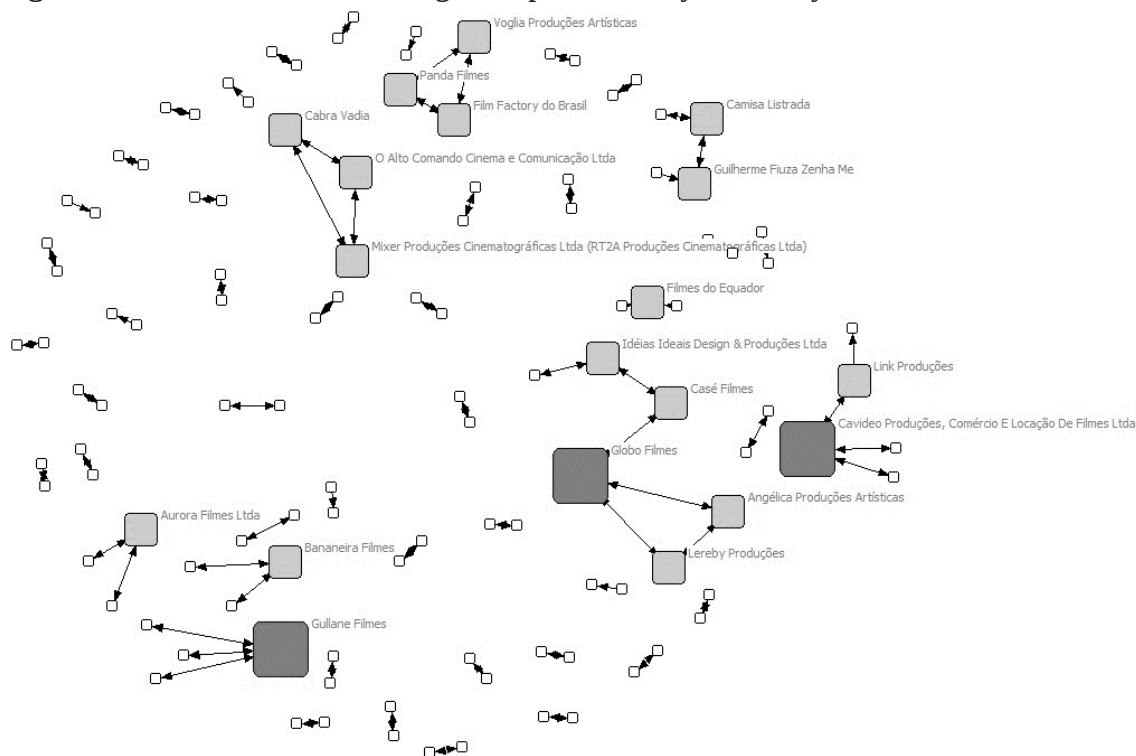 Voglia Produções Artísticas
Panda Filmes
Film Factory do Brasil
Camisa Listrada
Cabra Vadia
O Alto Comando Cinema e Comunicação Ltda
Guilherme Fiuza Zenha Me
Mixer Produções Cinematográficas Ltda (RT2A Produções Cinematográficas Ltda)
Filmes do Equador
Idéias Ideais Design & Produções Ltda
Link Produções
Casé Filmes
Cavideo Produções, Comércio E Locação De Filmes Ltda
Globo Filmes
Angélica Produções Artísticas
Aurora Filmes Ltda
Bananeira Filmes
Lereby Produções
Gullane Filmes